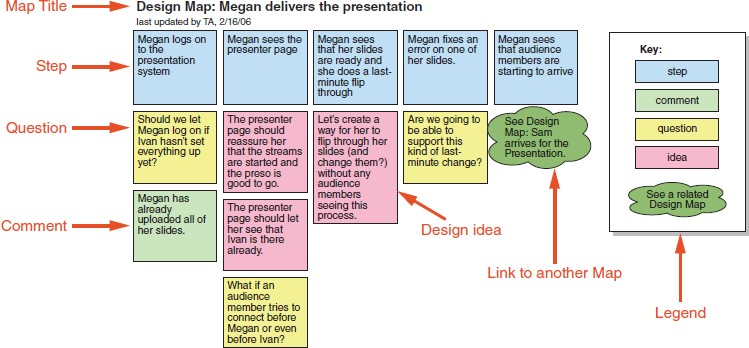 Map Title
Design Map: Megan delivers the presentation
last updated by TA, 2/16/06
Step
Megan logs on
to the
presentation
system
Megan sees the
presenter page
Megan sees
that her slides
are ready and
she does a last-
minute flip
through
Megan fixes an
error on one of
her slides.
Megan sees
that audience
members are
starting to arrive
Question
Should we let
Megan log on if
Ivan hasn't set
everything up
yet?
The presenter
page should
reassure her
that the streams
are started and
the preso is
good to go.
Let's create a
way for her to
flip through her
slides (and
change them?)
without any
audience
members
seeing this
process.
Are we going to
be able to
support this
kind of last-
minute change?
See Design
Map: Sam
arrives for the
Presentation.
Comment
Megan has
already
uploaded all of
her slides.
The presenter
page should let
her see that
Ivan is there
already.
What if an
audience
member tries to
connect before
Megan or even
before Ivan?
Design idea
Link to another Map
Key:
step
comment
question
idea
See a related
Design Map
Legend